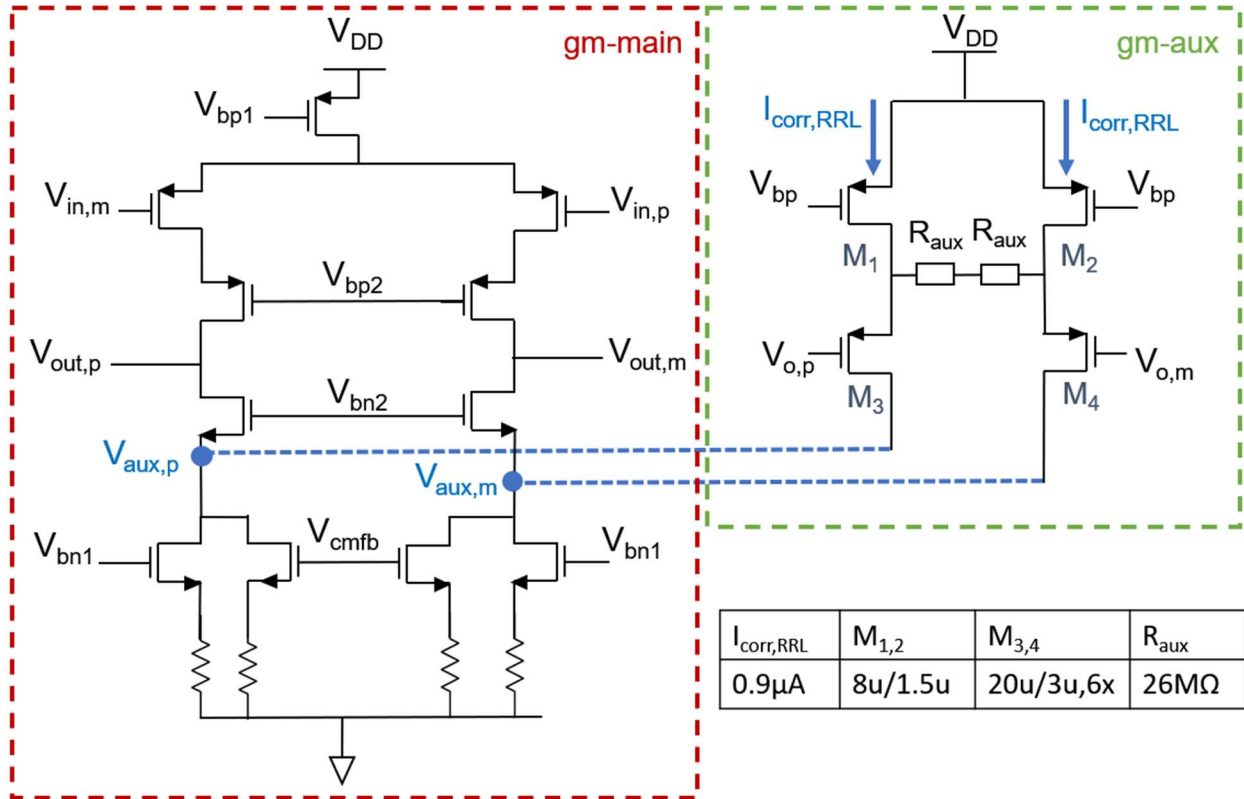 gm-main
V_DD
V_bp1
V_in,m
V_in,p
V_bp2
V_out,p
V_out,m
V_bn2
V_aux,p
V_aux,m
V_bn1
V_cmfb
V_bn1
gm-aux
V_DD
I_corr,RRL
I_corr,RRL
V_bp
V_bp
R_aux R_aux
M_1
M_2
V_o,p
V_o,m
M_3
M_4
I_corr,RRL M_1,2 M_3,4 R_aux
0.9µA 8u/1.5u 20u/3u,6x 26MΩ